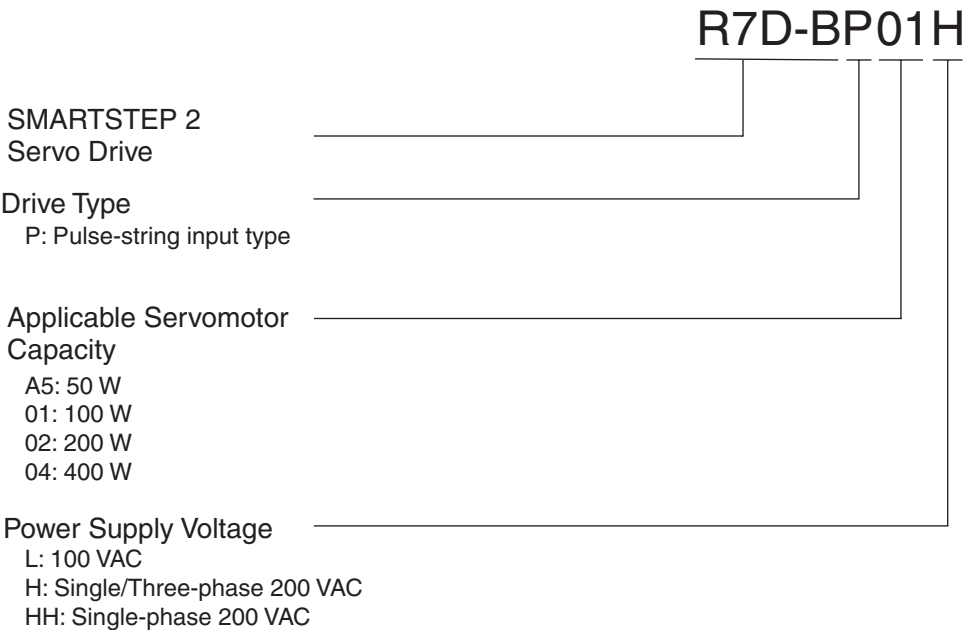 R7D-BP01H
SMARTSTEP 2
Servo Drive
Drive Type
P: Pulse-string input type
Applicable Servomotor
Capacity
A5: 50 W
01: 100 W
02: 200 W
04: 400 W
Power Supply Voltage
L: 100 VAC
H: Single/Three-phase 200 VAC
HH: Single-phase 200 VAC